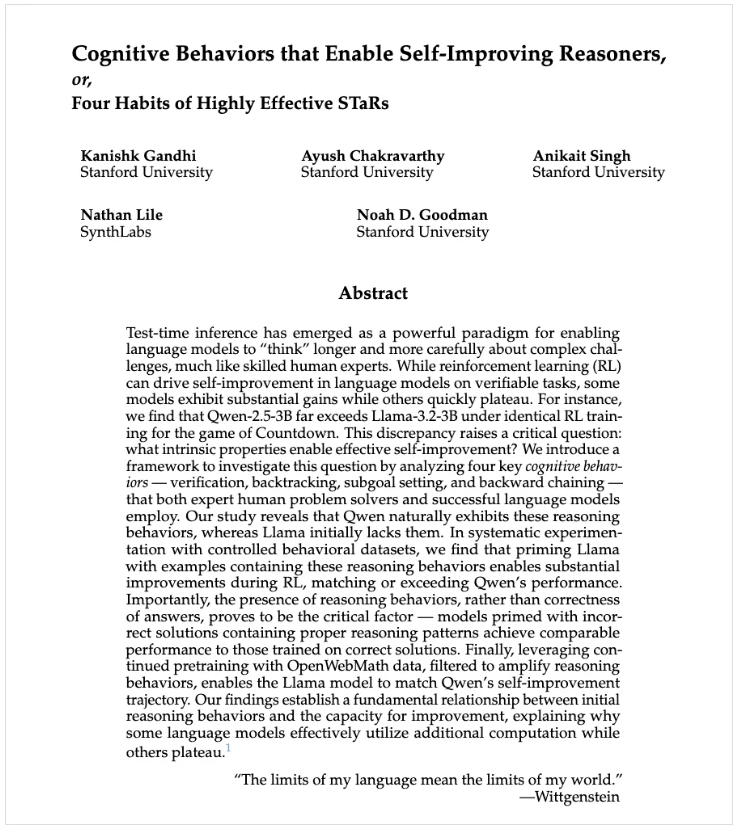 Cognitive Behaviors that Enable Self-Improving Reasoners,
or,
Four Habits of Highly Effective STaRs
Kanishk Gandhi
Stanford University
Ayush Chakravarthy
Stanford University
Anikait Singh
Stanford University
Nathan Lile
SynthLabs
Noah D. Goodman
Stanford University
Abstract
Test-time inference has emerged as a powerful paradigm for enabling
language models to “think” longer and more carefully about complex chal-
lenges, much like skilled human experts. While reinforcement learning (RL)
can drive self-improvement in language models on verifiable tasks, some
models exhibit substantial gains while others quickly plateau. For instance,
we find that Qwen-2.5-3B far exceeds Llama-3.2-3B under identical RL train-
ing for the game of Countdown. This discrepancy raises a critical question:
what intrinsic properties enable effective self-improvement? We introduce a
framework to investigate this question by analyzing four key cognitive behav-
iors — verification, backtracking, subgoal setting, and backward chaining —
that both expert human problem solvers and successful language models
employ. Our study reveals that Qwen naturally exhibits these reasoning
behaviors, whereas Llama initially lacks them. In systematic experimen-
tation with controlled behavioral datasets, we find that priming Llama
with examples containing these reasoning behaviors enables substantial
improvements during RL, matching or exceeding Qwen’s performance.
Importantly, the presence of reasoning behaviors, rather than correctness
of answers, proves to be the critical factor — models primed with incor-
rect solutions containing proper reasoning patterns achieve comparable
performance to those trained on correct solutions. Finally, leveraging con-
tinued pretraining with OpenWebMath data, filtered to amplify reasoning
behaviors, enables the Llama model to match Qwen’s self-improvement
trajectory. Our findings establish a fundamental relationship between initial
reasoning behaviors and the capacity for improvement, explaining why
some language models effectively utilize additional computation while
others plateau.1
“The limits of my language mean the limits of my world.”
—Wittgenstein